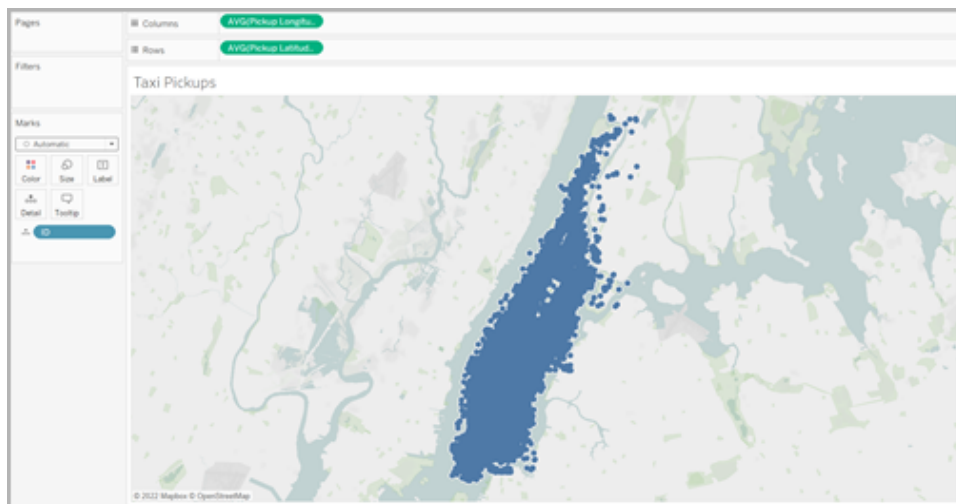 Pages
Columns
AVG(Pickup Longitu..
Rows
AVG(Pickup Latitud..
Filters
Taxi Pickups
Marks
Automatic
Color
Size
Label
Detail
Tooltip
ID
© 2022 Mapbox © OpenStreetMap